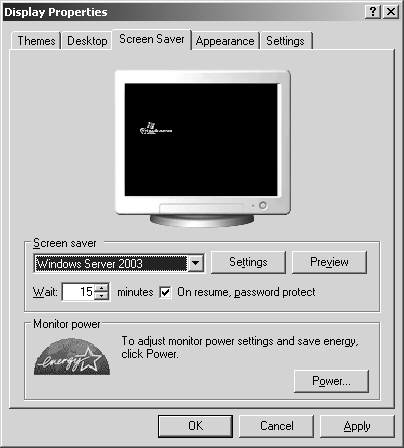 Display Properties
Themes Desktop Screen Saver Appearance Settings
Screen saver
Windows Server 2003 Settings Preview
Wait: 15 minutes On resume, password protect
Monitor power
energy
To adjust monitor power settings and save energy,
click Power.
Power...
OK Cancel Apply